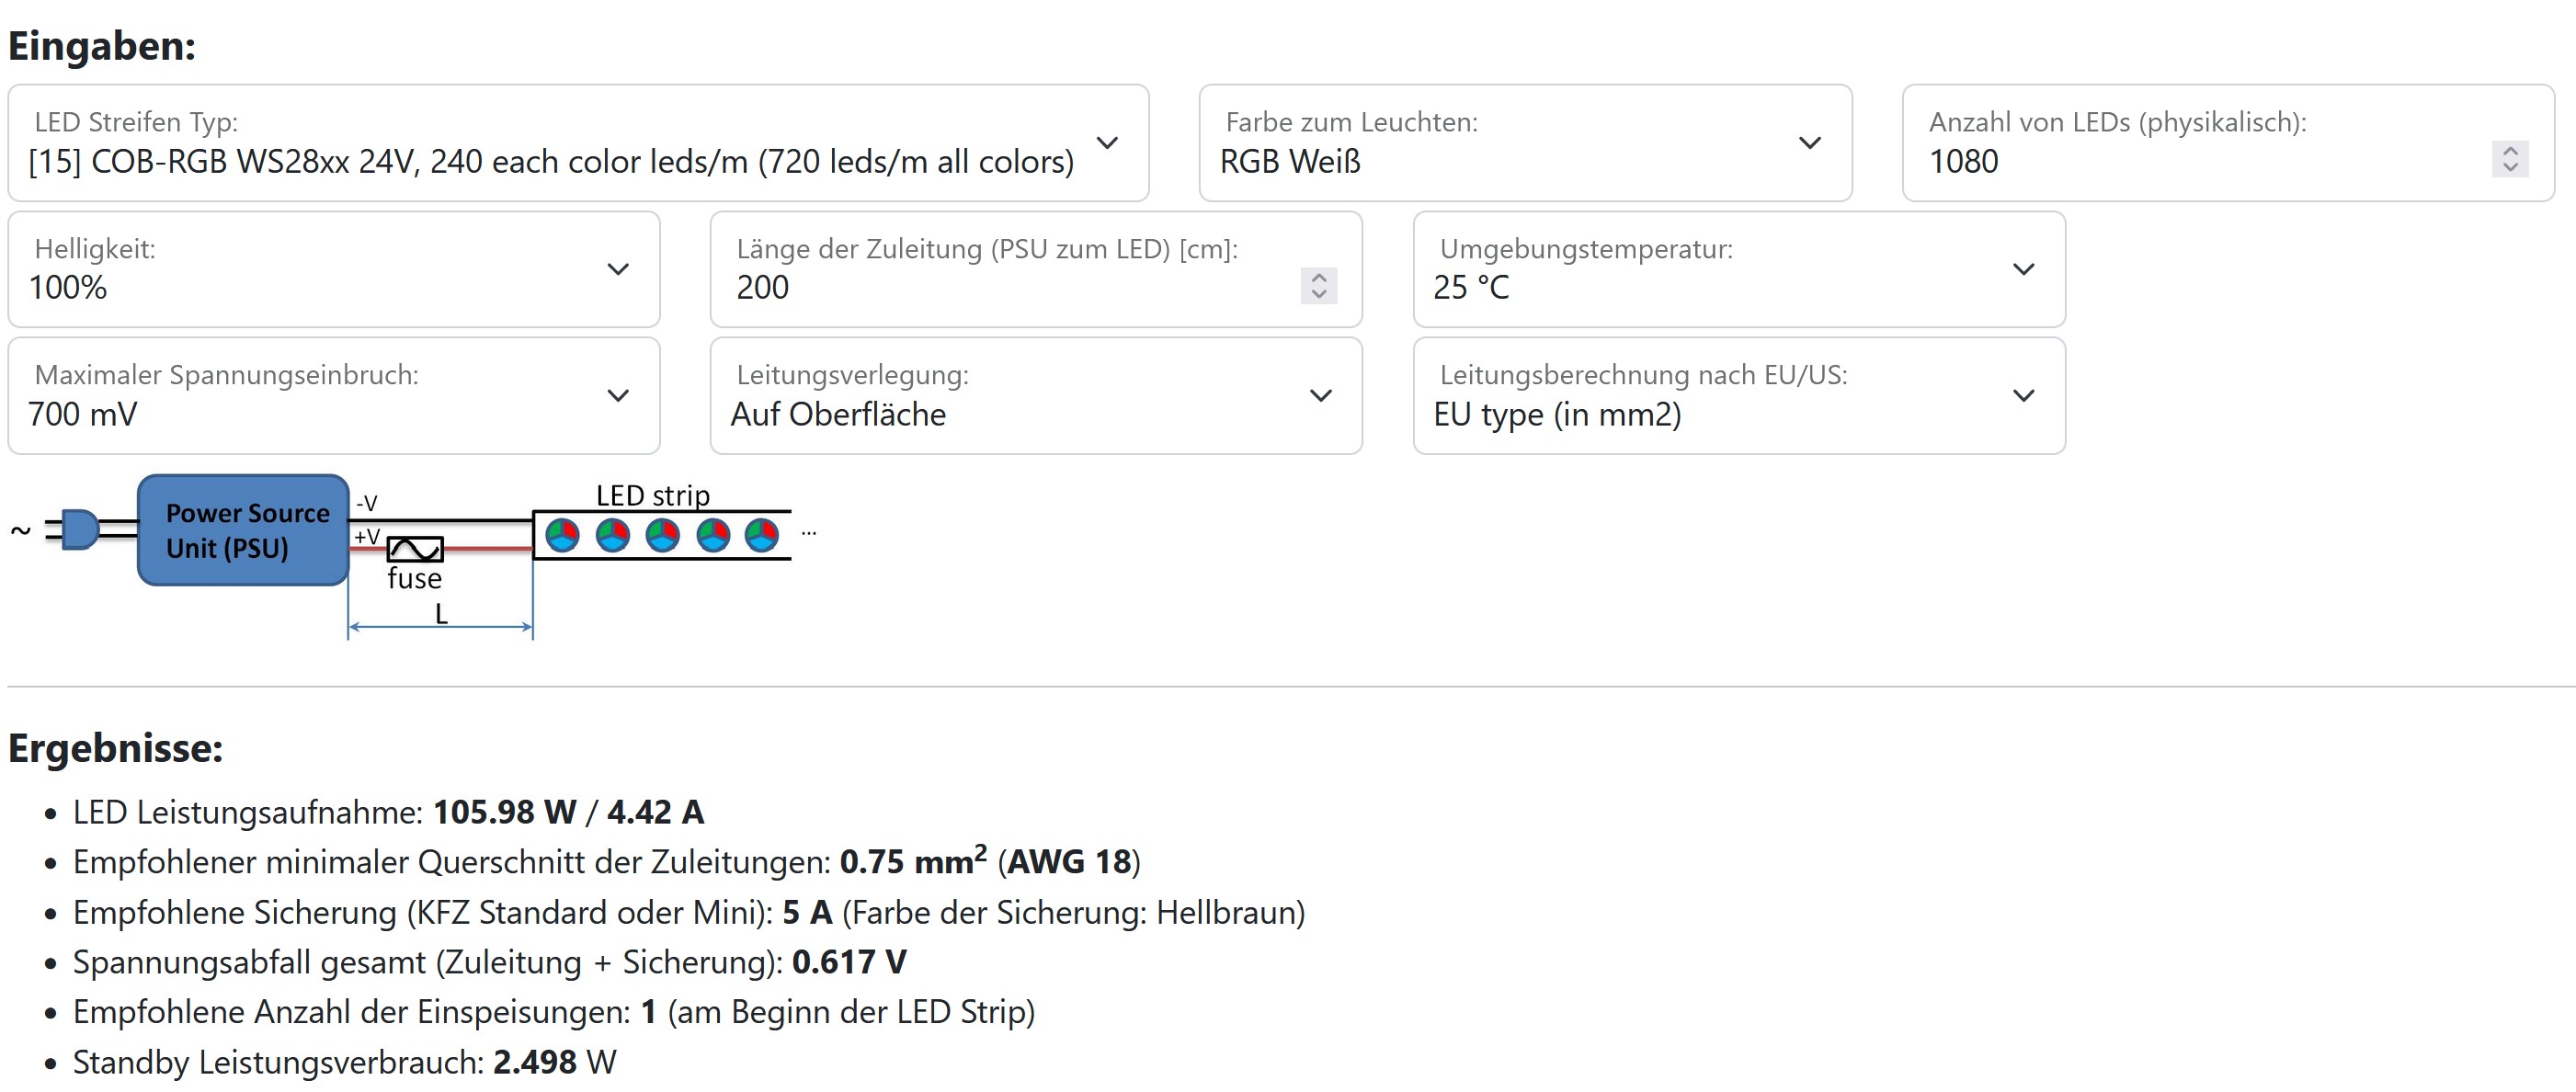 Eingaben:
LED Streifen Typ:
[15] COB-RGB WS28xx 24V, 240 each color leds/m (720 leds/m all colors)
Farbe zum Leuchten:
RGB Weiß
Anzahl von LEDs (physikalisch):
1080
Helligkeit:
100%
Länge der Zuleitung (PSU zum LED) [cm]:
200
Umgebungstemperatur:
25 °C
Maximaler Spannungseinbruch:
700 mV
Leitungsverlegung:
Auf Oberfläche
Leitungsberechnung nach EU/US:
EU type (in mm2)
~
Power Source
Unit (PSU)
-V
+V
fuse
L
LED strip
...
Ergebnisse:
• LED Leistungsaufnahme: 105.98 W / 4.42 A
• Empfohlener minimaler Querschnitt der Zuleitungen: 0.75 mm² (AWG 18)
• Empfohlene Sicherung (KFZ Standard oder Mini): 5 A (Farbe der Sicherung: Hellbraun)
• Spannungsabfall gesamt (Zuleitung + Sicherung): 0.617 V
• Empfohlene Anzahl der Einspeisungen: 1 (am Beginn der LED Strip)
• Standby Leistungsverbrauch: 2.498 W